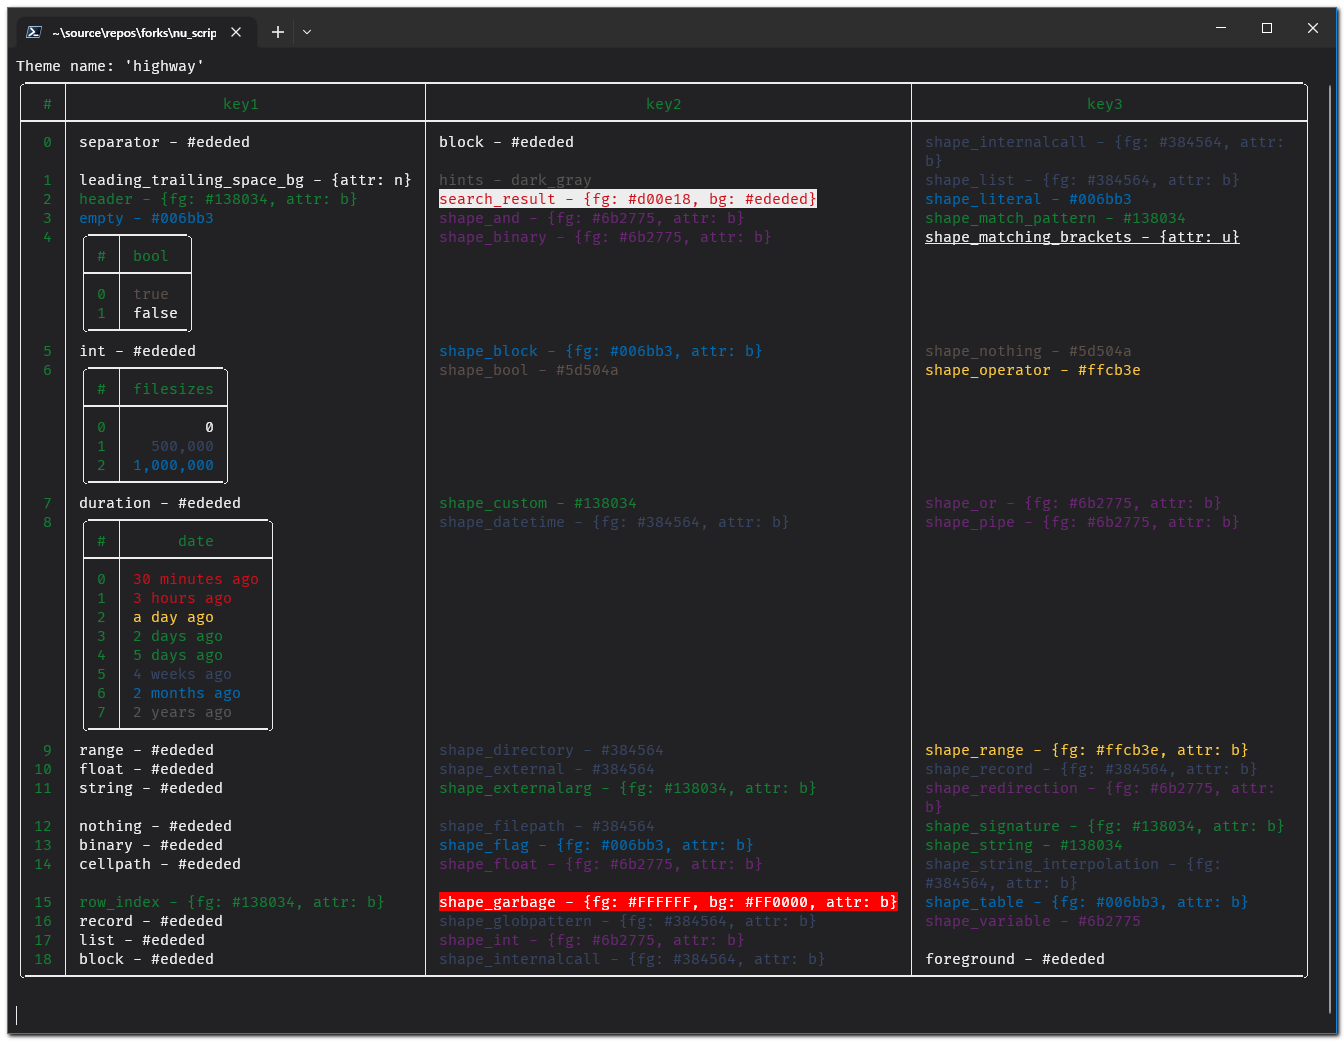 ~\source\repos\forks\nu_scrip
Theme name: 'highway'
# key1 key2 key3
0 separator - #ededed block - #ededed shape_internalcall - {fg: #384564, attr:
b}
1 leading_trailing_space_bg - {attr: n} hints - dark_gray shape_list - {fg: #384564, attr: b}
2 header - {fg: #138034, attr: b} search_result - {fg: #d00e18, bg: #ededed} shape_literal - #006bb3
3 empty - #006bb3 shape_and - {fg: #6b2775, attr: b} shape_match_pattern - #138034
4 shape_binary - {fg: #6b2775, attr: b} shape_matching_brackets - {attr: u}
# bool
0 true
1 false
5 int - #ededed shape_block - {fg: #006bb3, attr: b} shape_nothing - #5d504a
6 shape_bool - #5d504a shape_operator - #ffcb3e
# filesizes
0 0
1 500,000
2 1,000,000
7 duration - #ededed shape_custom - #138034 shape_or - {fg: #6b2775, attr: b}
8 shape_datetime - {fg: #384564, attr: b} shape_pipe - {fg: #6b2775, attr: b}
# date
0 30 minutes ago
1 3 hours ago
2 a day ago
3 2 days ago
4 5 days ago
5 4 weeks ago
6 2 months ago
7 2 years ago
9 range - #ededed shape_directory - #384564 shape_range - {fg: #ffcb3e, attr: b}
10 float - #ededed shape_external - #384564 shape_record - {fg: #384564, attr: b}
11 string - #ededed shape_externalarg - {fg: #138034, attr: b} shape_redirection - {fg: #6b2775, attr:
b}
12 nothing - #ededed shape_filepath - #384564 shape_signature - {fg: #138034, attr: b}
13 binary - #ededed shape_flag - {fg: #006bb3, attr: b} shape_string - #138034
14 cellpath - #ededed shape_float - {fg: #6b2775, attr: b} shape_string_interpolation - {fg:
#384564, attr: b}
15 row_index - {fg: #138034, attr: b} shape_garbage - {fg: #FFFFFF, bg: #FF0000, attr: b} shape_table - {fg: #006bb3, attr: b}
16 record - #ededed shape_globpattern - {fg: #384564, attr: b} shape_variable - #6b2775
17 list - #ededed shape_int - {fg: #6b2775, attr: b}
18 block - #ededed shape_internalcall - {fg: #384564, attr: b} foreground - #ededed